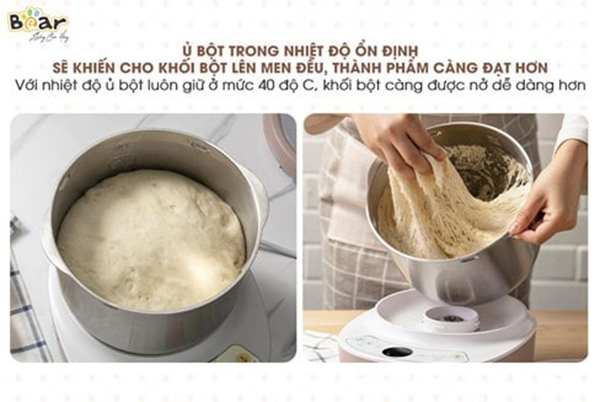 Bear
Ủ BỘT TRONG NHIỆT ĐỘ ỔN ĐỊNH
SẼ KHIẾN CHO KHỐI BỘT LÊN MEN ĐỀU, THÀNH PHẨM CÀNG ĐẠT HƠN
Với nhiệt độ ủ bột luôn giữ ở mức 40 độ C, khối bột càng được nở dễ dàng hơn